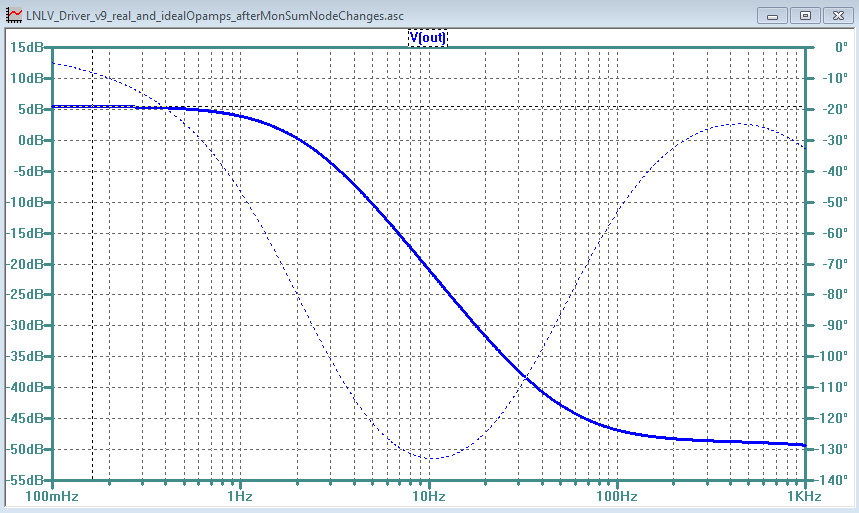 LNLV_Driver_v9_real_and_idealOpamps_afterMonSumNodeChanges.asc
V(out)
15dB 0°
10dB -10°
5dB -20°
0dB -30°
-5dB -40°
-10dB -50°
-15dB -60°
-20dB -70°
-25dB -80°
-30dB -90°
-35dB -100°
-40dB -110°
-45dB -120°
-50dB -130°
-55dB -140°
100mHz 1Hz 10Hz 100Hz 1KHz